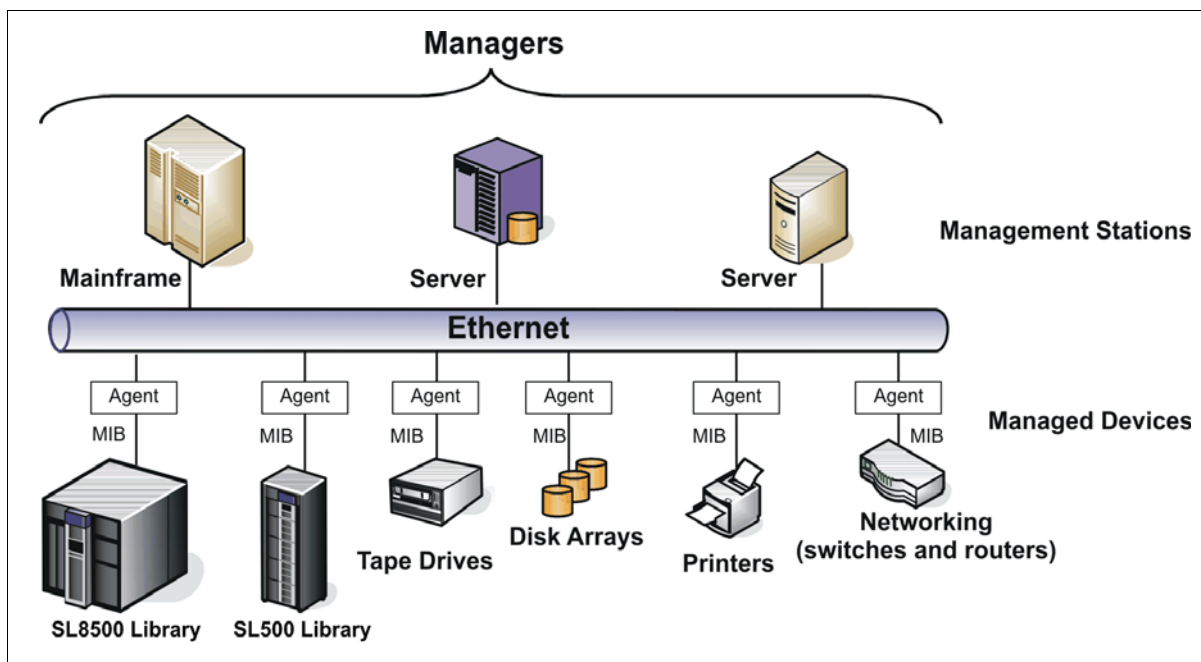 Managers
Management Stations
Mainframe
Server
Server
Ethernet
Agent
Agent
Agent
Agent
Agent
Agent
Managed Devices
MIB
MIB
MIB
MIB
MIB
MIB
SL8500 Library
SL500 Library
Tape Drives
Disk Arrays
Printers
Networking
(switches and routers)